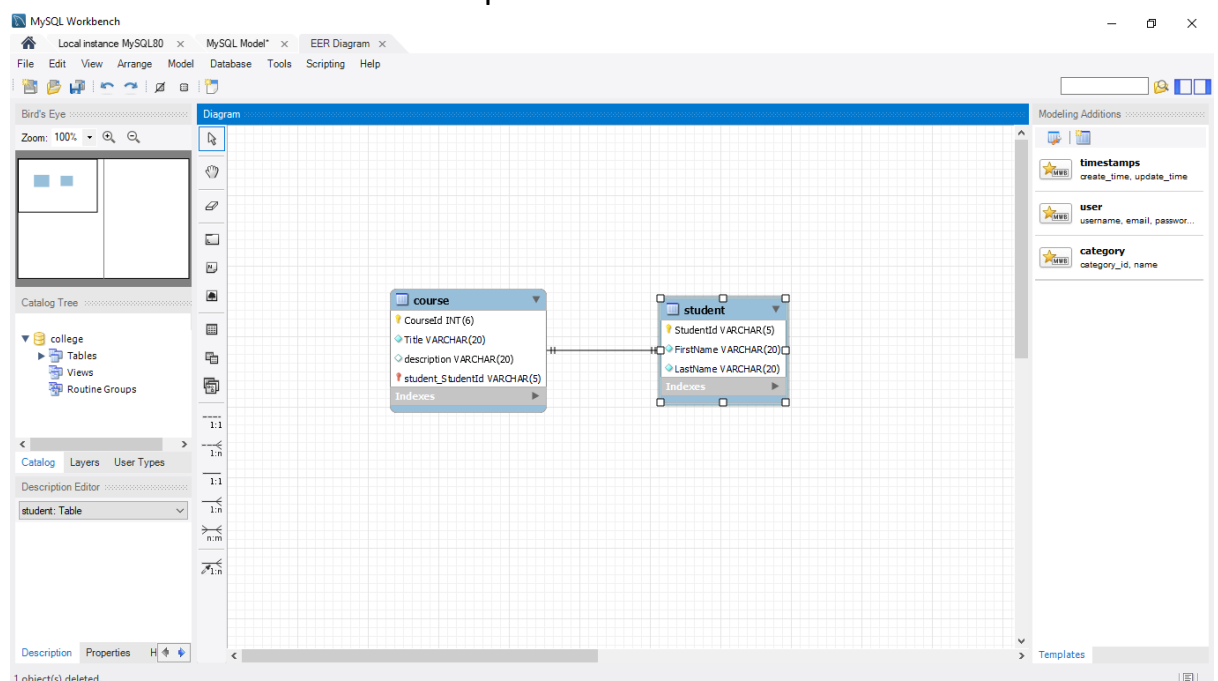 MySQL Workbench
Local instance MySQL80 × MySQL Model* × EER Diagram ×
File Edit View Arrange Model Database Tools Scripting Help
Bird's Eye
Zoom: 100%
Diagram
Modeling Additions
timestamps
create_time, update_time
user
username, email, passwor...
category
category_id, name
Catalog Tree
college
Tables
Views
Routine Groups
Catalog Layers User Types
Description Editor
student: Table
Description Properties H
1:1
1:n
1:1
1:n
n:m
1:n
course
CourseId INT(6)
Title VARCHAR(20)
description VARCHAR(20)
student_StudentId VARCHAR(5)
Indexes
student
StudentId VARCHAR(5)
FirstName VARCHAR(20)
LastName VARCHAR(20)
Indexes
Templates
1 object(s) deleted